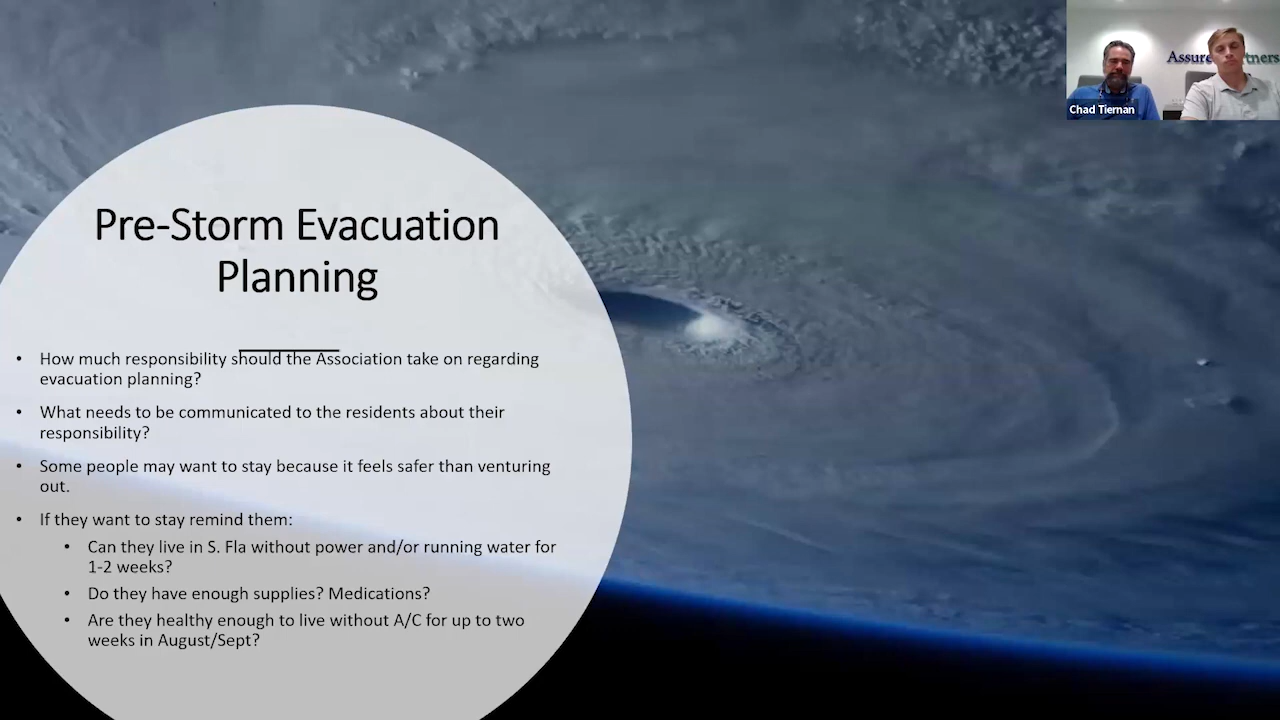 Pre-Storm Evacuation
Planning
• How much responsibility should the Association take on regarding
evacuation planning?
• What needs to be communicated to the residents about their
responsibility?
• Some people may want to stay because it feels safer than venturing
out.
• If they want to stay remind them:
• Can they live in S. Fla without power and/or running water for
1-2 weeks?
• Do they have enough supplies? Medications?
• Are they healthy enough to live without A/C for up to two
weeks in August/Sept?
Chad Tiernan